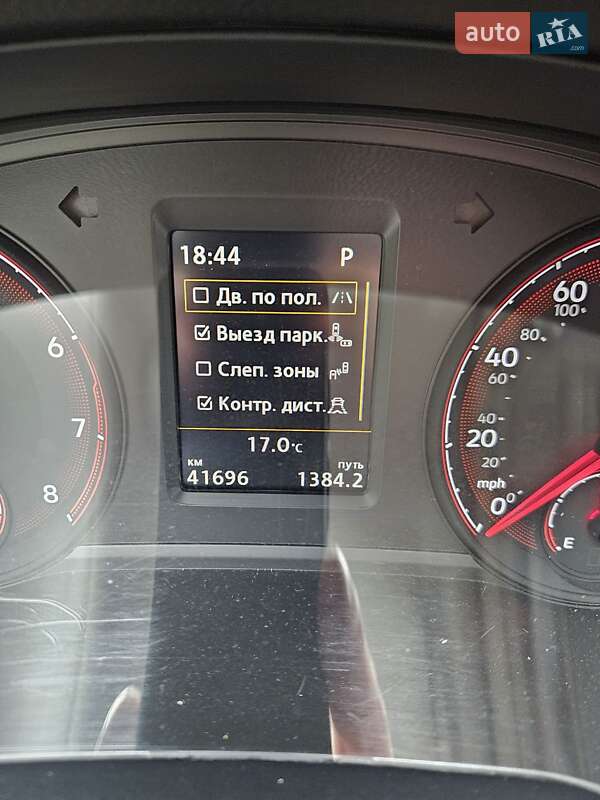 auto RIA.com
18:44 P
Дв. по пол.
Выезд парк.
Слеп. зоны
Контр. дист.
17.0°C
км путь
41696 1384.2
6
7
8
60
100
80
40
60
40
20
20
mph
0
0
E